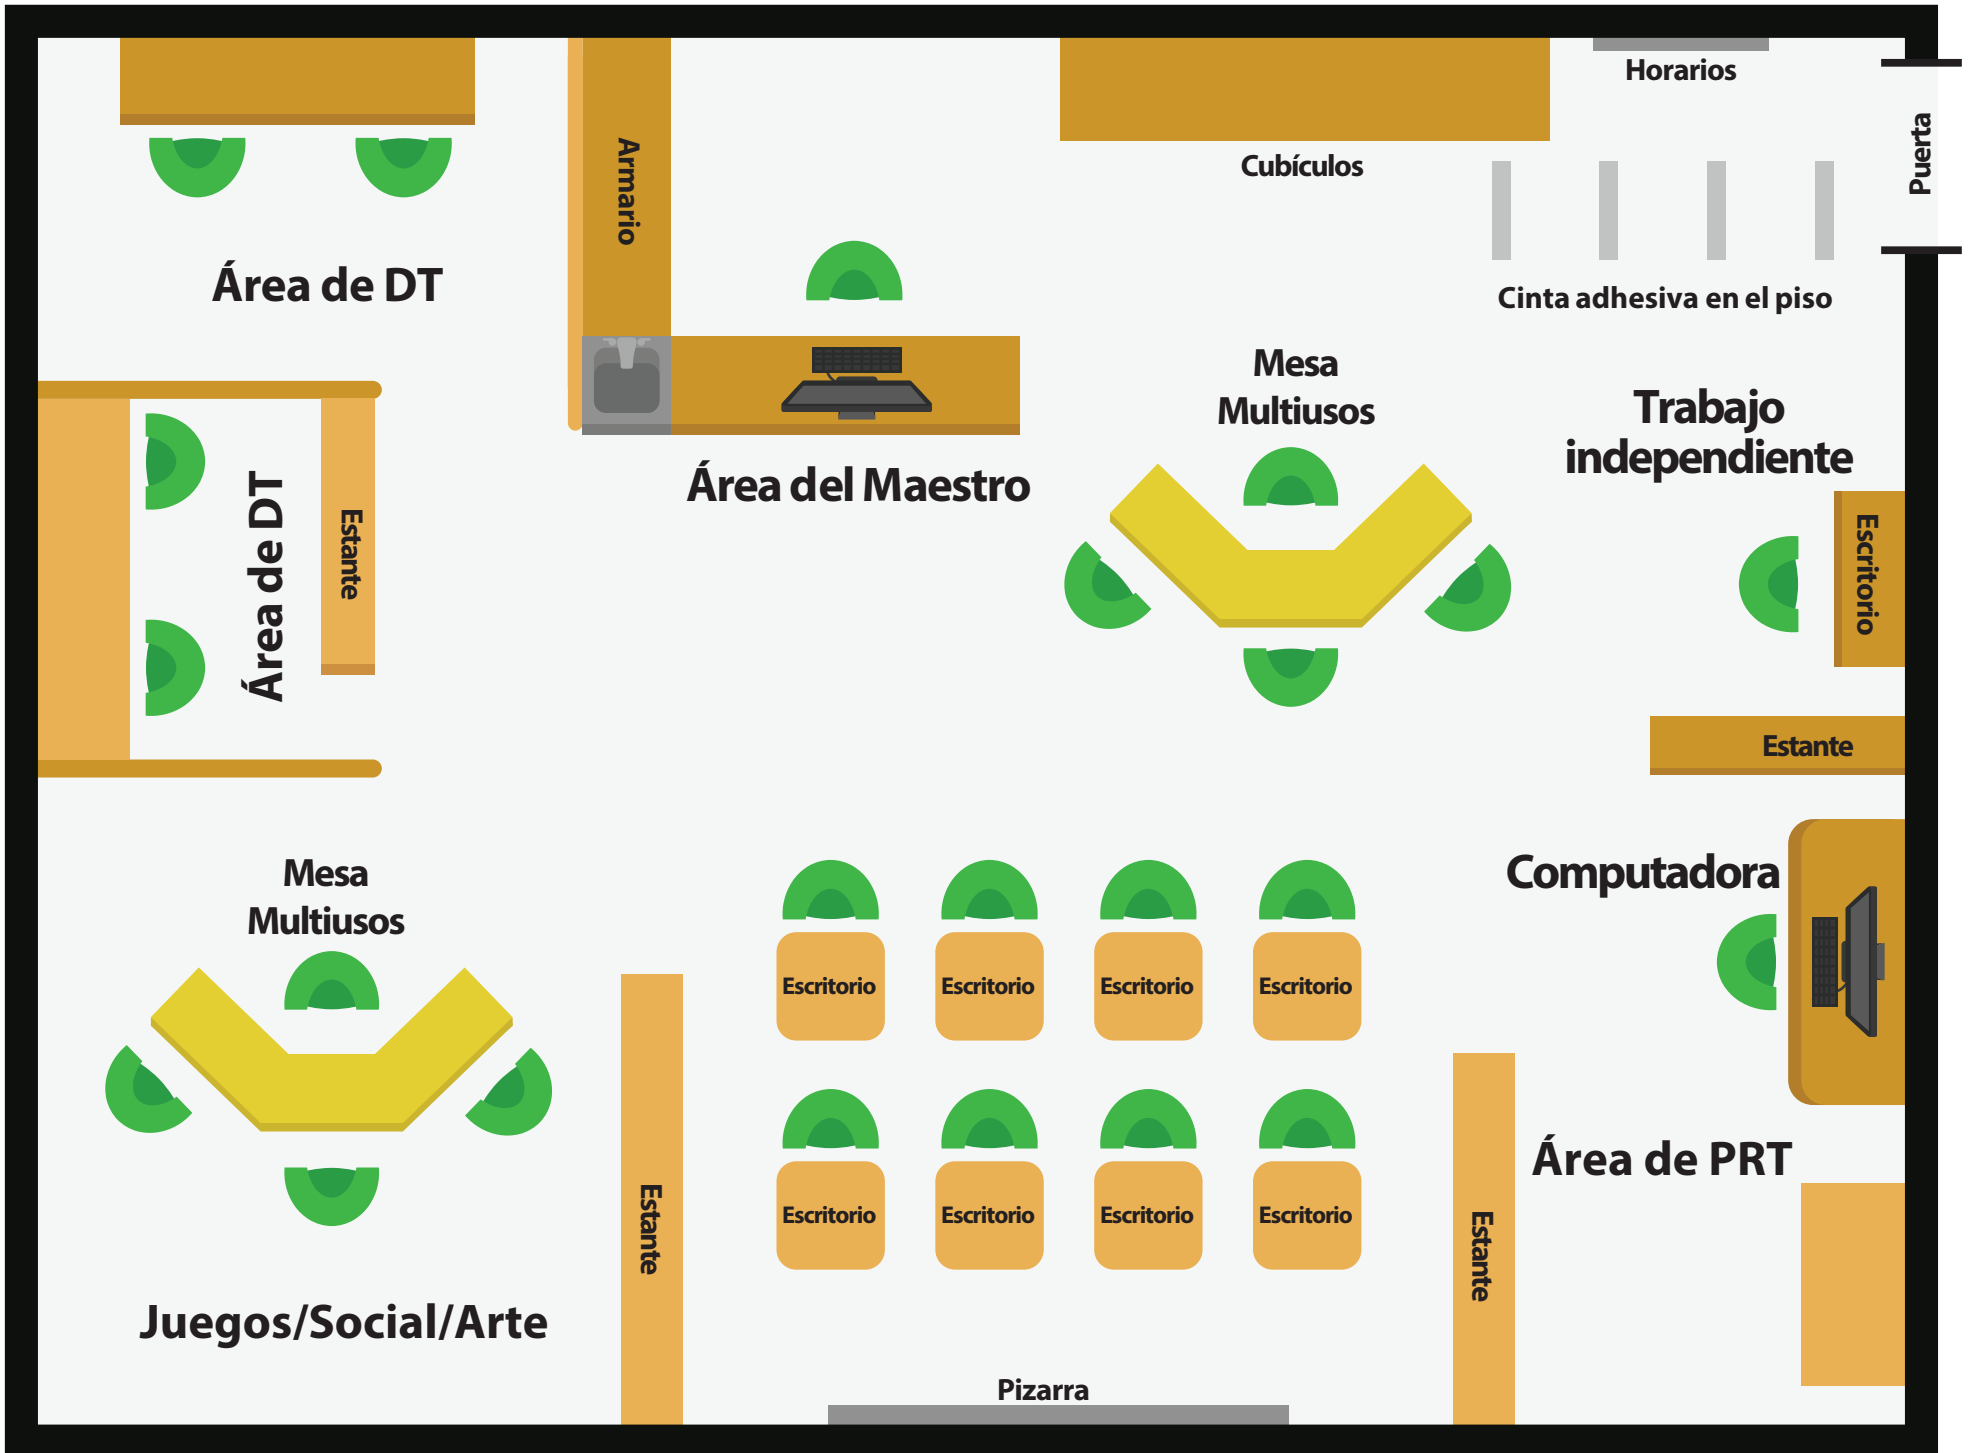 Horarios
Puerta
Armario
Cubículos
Área de DT
Cinta adhesiva en el piso
Mesa
Multiusos
Trabajo
independiente
Área del Maestro
Área de DT
Estante
Escritorio
Estante
Mesa
Multiusos
Computadora
Escritorio
Escritorio
Escritorio
Escritorio
Área de PRT
Escritorio
Escritorio
Escritorio
Escritorio
Estante
Estante
Juegos/Social/Arte
Pizarra